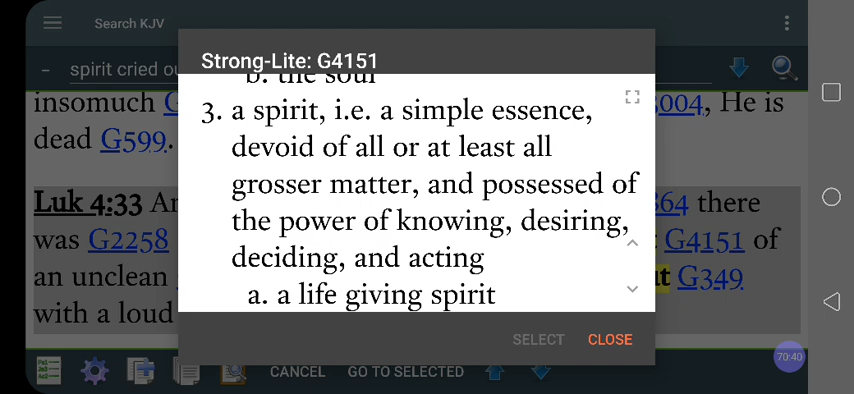 Search KJV
- spirit cried ou
Strong-Lite: G4151
b. the soul
3. a spirit, i.e. a simple essence,
devoid of all or at least all
grosser matter, and possessed of
the power of knowing, desiring,
deciding, and acting
a. a life giving spirit
SELECT CLOSE
insomuch G 5004, He is
dead G599.
Luk 4:33 An 64 there
was G2258 G4151 of
an unclean t G349
with a loud
CANCEL GO TO SELECTED
70:40